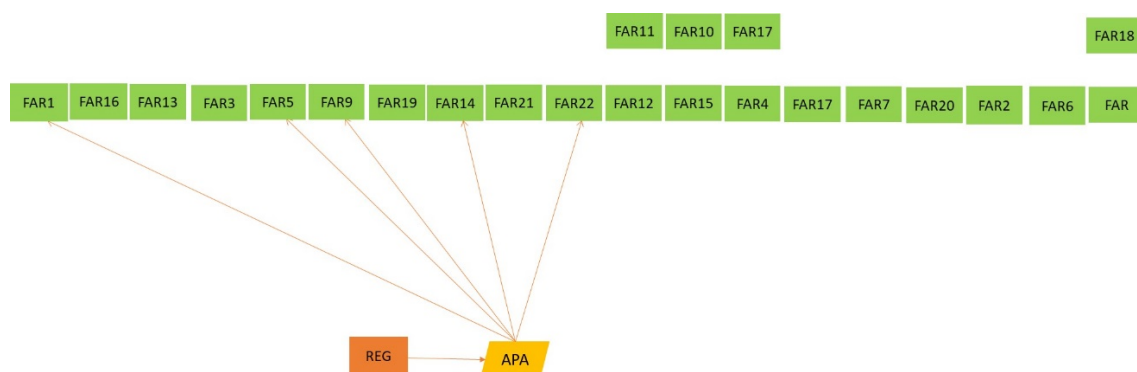 FAR11 FAR10 FAR17 FAR18
FAR1 FAR16 FAR13 FAR3 FAR5 FAR9 FAR19 FAR14 FAR21 FAR22 FAR12 FAR15 FAR4 FAR17 FAR7 FAR20 FAR2 FAR6 FAR
REG APA